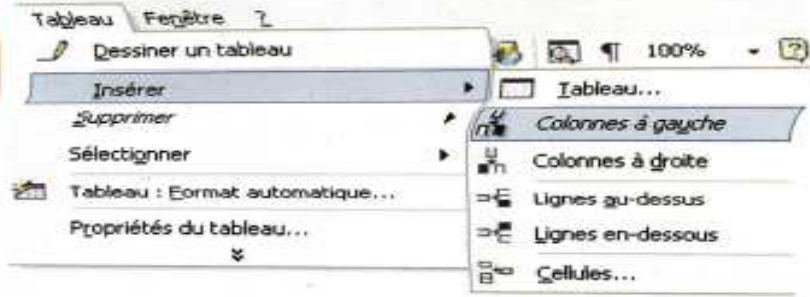 Tableau Fenêtre ?
Dessiner un tableau
100%
Insérer
Tableau...
Supprimer
Colonnes à gauche
Sélectionner
Colonnes à droite
Tableau : Format automatique...
Lignes au-dessus
Propriétés du tableau...
Lignes en-dessous
Cellules...